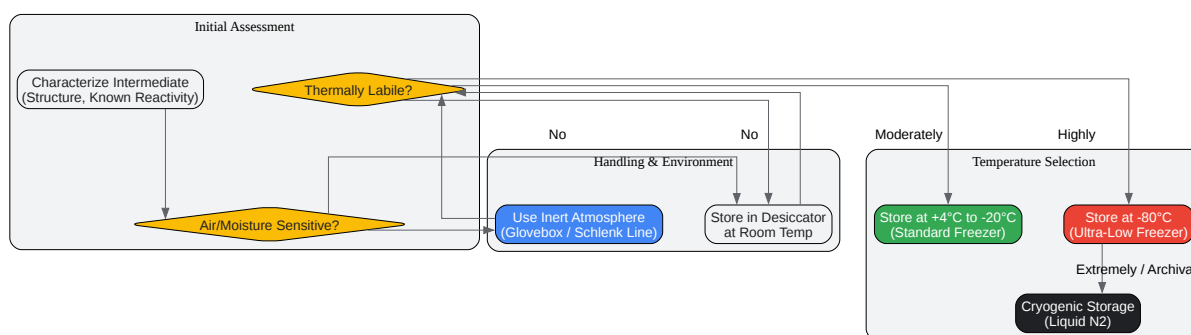 Initial Assessment
Characterize Intermediate
(Structure, Known Reactivity)
Thermally Labile?
Air/Moisture Sensitive?
No
No
Moderately
Highly
Handling & Environment
Use Inert Atmosphere
(Glovebox / Schlenk Line)
Store in Desiccator
at Room Temp
Temperature Selection
Store at +4°C to -20°C
(Standard Freezer)
Store at -80°C
(Ultra-Low Freezer)
Extremely / Archiva
Cryogenic Storage
(Liquid N2)